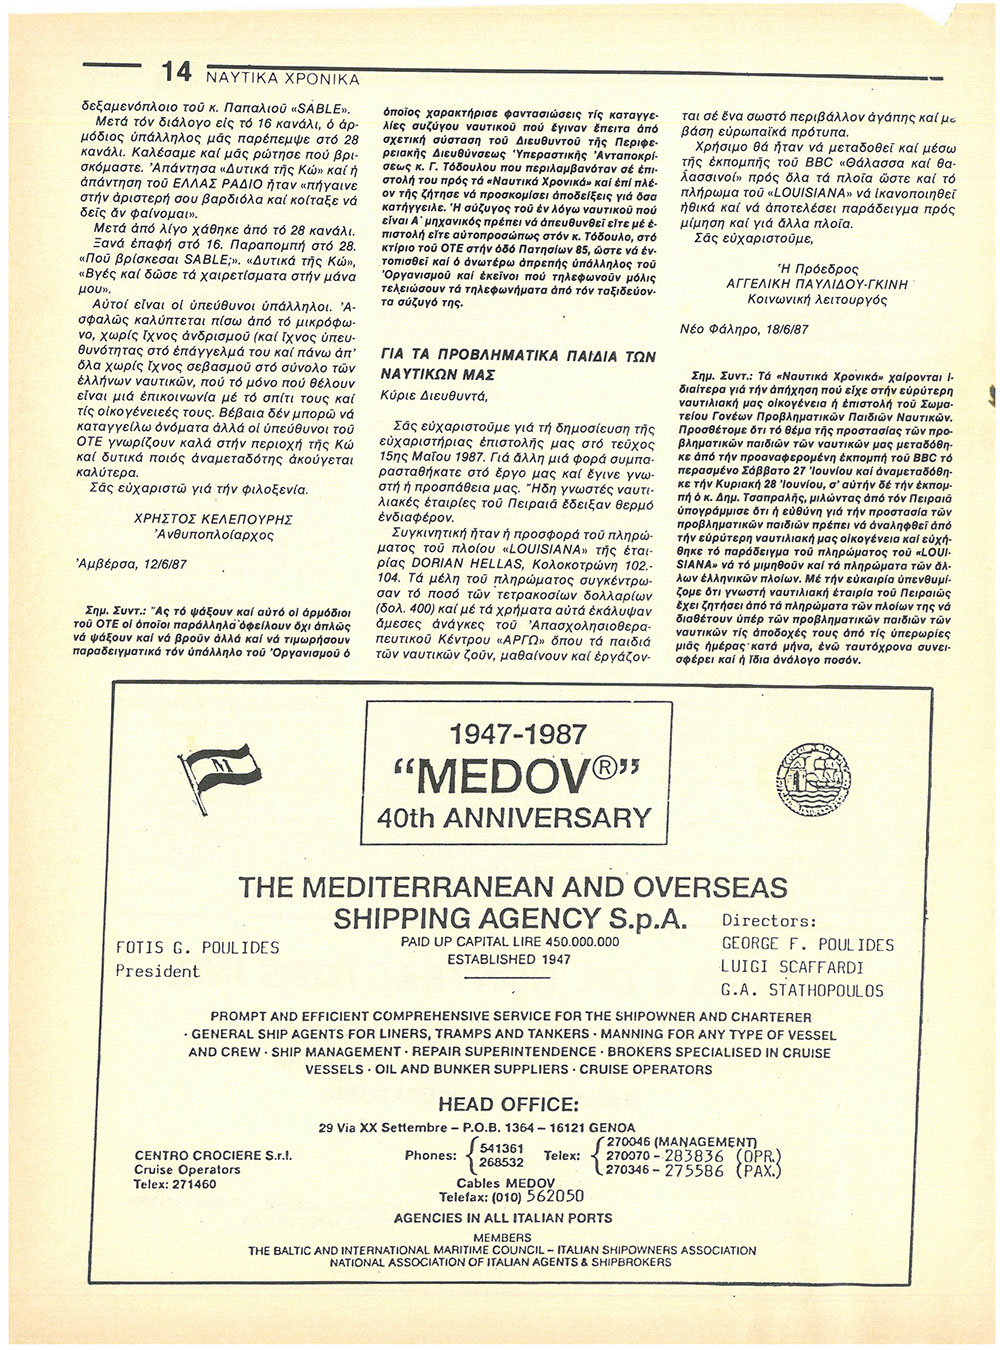 14 ΝΑΥΤΙΚΑ ΧΡΟΝΙΚΑ
δεξαμενόπλοιο τοῦ κ. Παπαλιοῦ «SABLE».
Μετά τόν διάλογο εἰς τό 16 κανάλι, ὁ ἁρ-
μόδιος ὑπάλληλος μᾶς παρέπεμψε στό 28
κανάλι. Καλέσαμε καί μᾶς ρώτησε πού βρι-
σκόμαστε. Ἀπάντησα «Δυτικά τῆς Κῶ» καί ἡ
ἀπάντηση τοῦ ΕΛΛΑΣ ΡΑΔΙΟ ἦταν «πήγαινε
στήν ἀριστερή σου βαρδιόλα καί κοίταξε νά
δεῖς ἄν φαίνομαι».
Μετά ἀπό λίγο χάθηκε ἀπό τό 28 κανάλι.
Ξανά ἐπαφή στό 16. Παραπομπή στό 28.
«Ποῦ βρίσκεσαι SABLE;». «Δυτικά τῆς Κῶ»,
«Βγές καί δῶσε τά χαιρετίσματα στήν μάνα
μου».
Αὐτοί εἶναι οἱ ὑπεύθυνοι ὑπάλληλοι. Ἀ-
σφαλῶς καλύπτεται πίσω ἀπό τό μικρόφω-
νο, χωρίς ἴχνος ἀνδρισμοῦ (καί ἴχνος ὑπευ-
θυνότητας στό ἐπάγγελμά του καί πάνω ἀπ'
ὅλα χωρίς ἴχνος σεβασμοῦ στό σύνολο τῶν
ἑλλήνων ναυτικῶν, πού τό μόνο πού θέλουν
εἶναι μιά ἐπικοινωνία μέ τό σπίτι τους καί
τίς οἰκογένειές τους. Βέβαια δέν μπορῶ νά
καταγγείλω ὀνόματα ἀλλά οἱ ὑπεύθυνοι τοῦ
ΟΤΕ γνωρίζουν καλά στήν περιοχή τῆς Κῶ
καί δυτικά ποιός ἀναμεταδότης ἀκούγεται
καλύτερα.
Σᾶς εὐχαριστῶ γιά τήν φιλοξενία.
ΧΡΗΣΤΟΣ ΚΕΛΕΠΟΥΡΗΣ
Ἀνθυποπλοίαρχος
Ἀμβέρσα, 12/6/87
Σημ. Συντ.: Ἄς τό ψάξουν καί αὐτό οἱ ἁρμόδιοι
τοῦ ΟΤΕ οἱ ὁποῖοι παράλληλα ὀφείλουν ὄχι ἁπλῶς
νά ψάξουν καί νά βροῦν ἀλλά καί νά τιμωρήσουν
παραδειγματικά τόν ὑπάλληλο τοῦ Ὀργανισμοῦ ὁ
ὁποῖος χαρακτήρισε φαντασιώσεις τίς καταγγε-
λίες συζύγου ναυτικοῦ πού ἔγιναν ἔπειτα ἀπό
σχετική σύσταση τοῦ Διευθυντοῦ τῆς Περιφε-
ρειακῆς Διευθύνσεως Ὑπεραστικῆς Ἀνταποκρί-
σεως κ. Γ. Τόδουλου που περιλαμβανόταν σέ ἐπι-
στολή του πρός τά «Ναυτικά Χρονικά» καί ἐπί πλέ-
ον τῆς ζήτησε νά προσκομίσει ἀποδείξεις γιά ὅσα
κατήγγειλε. Ἡ σύζυγος τοῦ ἐν λόγω ναυτικοῦ πού
εἶναι Α΄ μηχανικός πρέπει νά ἀπευθυνθεῖ εἴτε μέ ἐ-
πιστολή εἴτε αὐτοπροσώπως στόν κ. Τόδουλο, στό
κτίριο τοῦ ΟΤΕ στήν ὁδό Πατησίων 85, ὥστε νά ἐν-
τοπισθεῖ καί ὁ ἀνωτέρω ἀπρεπής ὑπάλληλος τοῦ
Ὀργανισμοῦ καί ἐκεῖνοι πού τηλεφωνοῦν μόλις
τελειώσουν τά τηλεφωνήματα ἀπό τόν ταξιδεύον-
τα σύζυγό της.
ΓΙΑ ΤΑ ΠΡΟΒΛΗΜΑΤΙΚΑ ΠΑΙΔΙΑ ΤΩΝ
ΝΑΥΤΙΚΩΝ ΜΑΣ
Κύριε Διευθυντά,
Σᾶς εὐχαριστοῦμε γιά τή δημοσίευση τῆς
εὐχαριστήριας ἐπιστολῆς μας στό τεῦχος
15ης Μαΐου 1987. Γιά ἄλλη μιά φορά συμπα-
ρασταθήκατε στό ἔργο μας καί ἔγινε γνω-
στή ἡ προσπάθεια μας. Ἤδη γνωστές ναυτι-
λιακές ἑταιρίες τοῦ Πειραιᾶ ἔδειξαν θερμό
ἐνδιαφέρον.
Συγκινητική ἦταν ἡ προσφορά τοῦ πληρώ-
ματος τοῦ πλοίου «LOUISIANA» τῆς ἑται-
ρίας DORIAN HELLAS, Κολοκοτρώνη 102.-
104. Τά μέλη τοῦ πληρώματος συγκέντρω-
σαν τό ποσό τῶν τετρακοσίων δολλαρίων
(δολ. 400) καί μέ τά χρήματα αὐτά ἐκάλυψαν
ἄμεσες ἀνάγκες τοῦ Ἀπασχολησιοθερα-
πευτικοῦ Κέντρου «ΑΡΓΩ» ὅπου τά παιδιά
τῶν ναυτικῶν ζοῦν, μαθαίνουν καί ἐργάζον-
ται σέ ἕνα σωστό περιβάλλον ἀγάπης καί με
βάση εὐρωπαϊκά πρότυπα.
Χρήσιμο θά ἦταν νά μεταδοθεῖ καί μέσω
τῆς ἐκπομπῆς τοῦ BBC «Θάλασσα καί θα-
λασσινοί» πρός ὅλα τά πλοῖα ὥστε καί τό
πλήρωμα τοῦ «LOUISIANA» νά ἱκανοποιηθεῖ
ἠθικά καί νά ἀποτελέσει παράδειγμα πρός
μίμηση καί γιά ἄλλα πλοῖα.
Σᾶς εὐχαριστοῦμε,
Ἡ Πρόεδρος
ΑΓΓΕΛΙΚΗ ΠΑΥΛΙΔΟΥ-ΓΚΙΝΗ
Κοινωνική λειτουργός
Νέο Φάληρο, 18/6/87
Σημ. Συντ.: Τά «Ναυτικά Χρονικά» χαίρονται ἰ-
διαίτερα γιά τήν ἀπήχηση πού εἶχε στήν εὐρύτερη
ναυτιλιακή μας οἰκογένεια ἡ ἐπιστολή τοῦ Σωμα-
τείου Γονέων Προβληματικῶν Παιδιῶν Ναυτικῶν.
Προσθέτομε ὅτι τό θέμα τῆς προστασίας τῶν προ-
βληματικῶν παιδιῶν τῶν ναυτικῶν μας μεταδόθη-
κε ἀπό τήν προαναφερομένη ἐκπομπή τοῦ BBC τό
περασμένο Σάββατο 27 Ἰουνίου καί ἀναμεταδόθη-
κε τήν Κυριακή 28 Ἰουνίου, σ' αὐτήν δέ τήν ἐκπομ-
πή ὁ κ. Δημ. Τσαπραλῆς, μιλώντας ἀπό τόν Πειραιᾶ
ὑπογράμμισε ὅτι ἡ εὐθύνη γιά τήν προστασία τῶν
προβληματικῶν παιδιῶν πρέπει νά ἀναληφθεῖ ἀπό
τήν εὐρύτερη ναυτιλιακή μας οἰκογένεια καί εὐχή-
θηκε τό παράδειγμα τοῦ πληρώματος τοῦ «LOUI-
SIANA» νά τό μιμηθοῦν καί τά πληρώματα τῶν ἄλ-
λων ἑλληνικῶν πλοίων. Μέ τήν εὐκαιρία ὑπενθυμί-
ζομε ὅτι γνωστή ναυτιλιακή ἑταιρία τοῦ Πειραιῶς
ἔχει ζητήσει ἀπό τά πληρώματα τῶν πλοίων της νά
διαθέτουν ὑπέρ τῶν προβληματικῶν παιδιῶν τῶν
ναυτικῶν τίς ἀποδοχές τους ἀπό τίς ὑπερωρίες
μιᾶς ἡμέρας κατά μήνα, ἐνῶ ταυτόχρονα συνει-
σφέρει καί ἡ ἴδια ἀνάλογο ποσόν.
M
1947-1987
“MEDOV®”
40th ANNIVERSARY
THE MEDITERRANEAN AND OVERSEAS
SHIPPING AGENCY S.p.A.
PAID UP CAPITAL LIRE 450.000.000
ESTABLISHED 1947
FOTIS G. POULIDES
President
Directors:
GEORGE F. POULIDES
LUIGI SCAFFARDI
G.A. STATHOPOULOS
PROMPT AND EFFICIENT COMPREHENSIVE SERVICE FOR THE SHIPOWNER AND CHARTERER
· GENERAL SHIP AGENTS FOR LINERS, TRAMPS AND TANKERS · MANNING FOR ANY TYPE OF VESSEL
AND CREW · SHIP MANAGEMENT · REPAIR SUPERINTENDENCE · BROKERS SPECIALISED IN CRUISE
VESSELS · OIL AND BUNKER SUPPLIERS · CRUISE OPERATORS
HEAD OFFICE:
29 Via XX Settembre – P.O.B. 1364 – 16121 GENOA
CENTRO CROCIERE S.r.l.
Cruise Operators
Telex: 271460
Phones: 541361
268532
Telex: 270046 (MANAGEMENT)
270070 - 283836 (OPR.)
270346 - 275586 (PAX.)
Cables MEDOV
Telefax: (010) 562050
AGENCIES IN ALL ITALIAN PORTS
MEMBERS
THE BALTIC AND INTERNATIONAL MARITIME COUNCIL – ITALIAN SHIPOWNERS ASSOCIATION
NATIONAL ASSOCIATION OF ITALIAN AGENTS & SHIPBROKERS